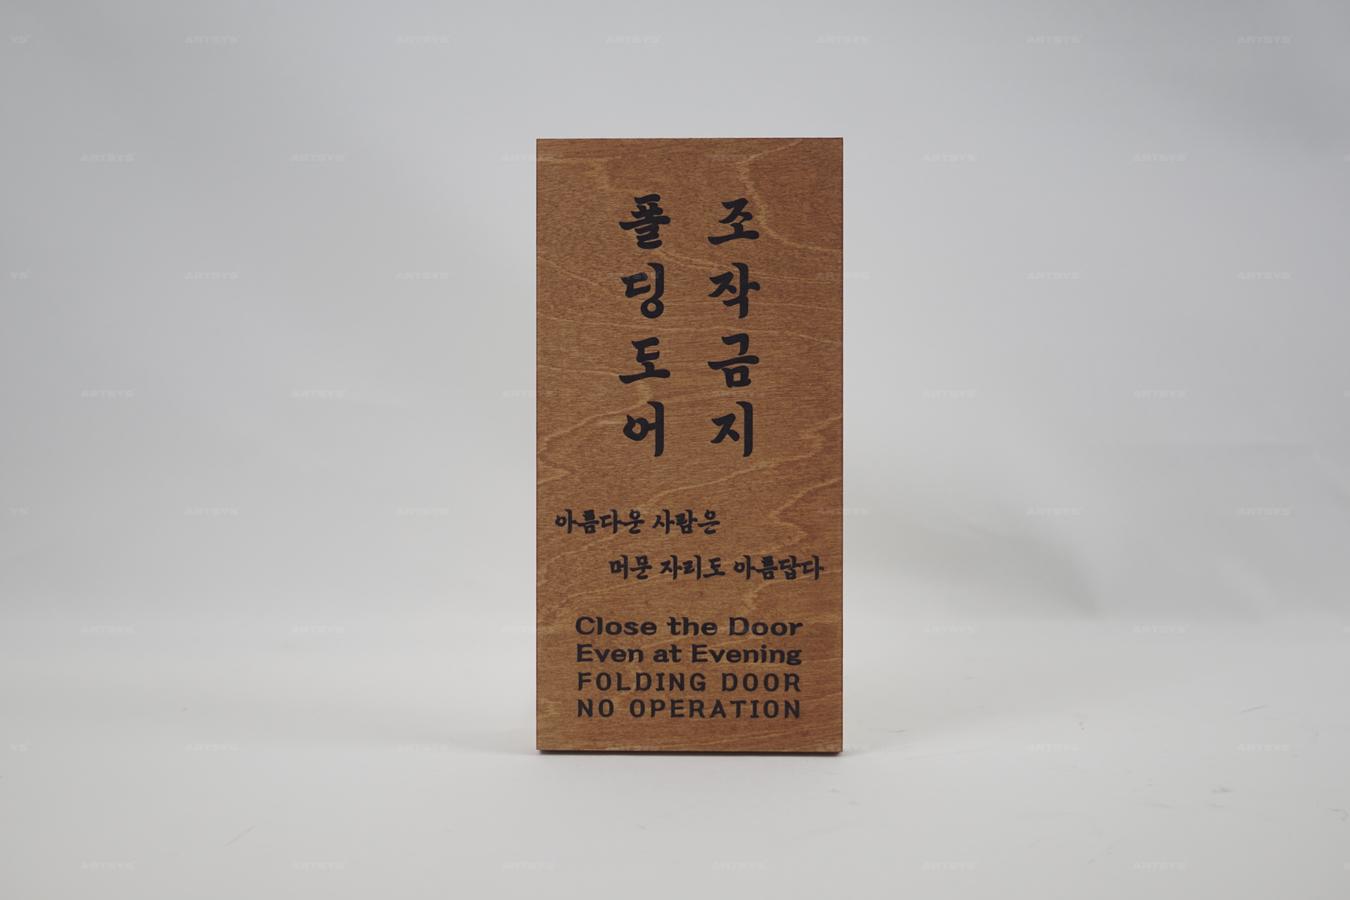 폴딩도어
조작금지
아름다운 사람은
머문 자리도 아름답다
Close the Door
Even at Evening
FOLDING DOOR
NO OPERATION
ARTSYS